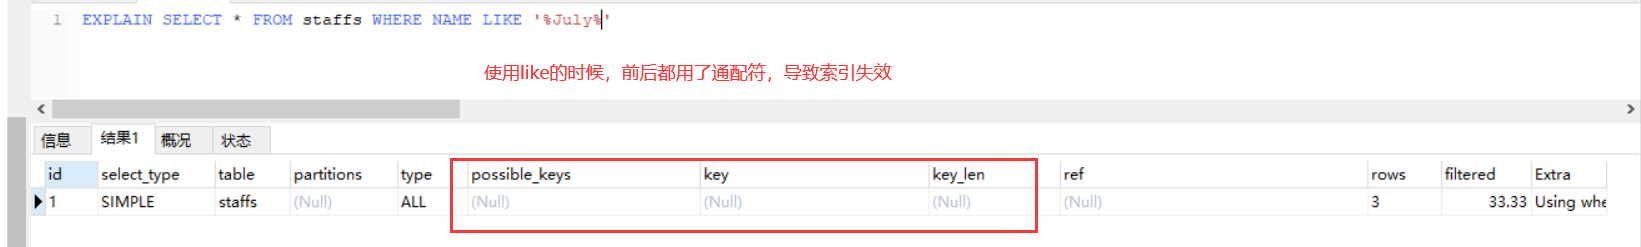 1 EXPLAIN SELECT * FROM staffs WHERE NAME LIKE '%July%'
使用like的时候，前后都用了通配符，导致索引失效
信息 结果1 概况 状态
id select_type table partitions type possible_keys key key_len ref rows filtered Extra
1 SIMPLE staffs (Null) ALL (Null) (Null) (Null) (Null) 3 33.33 Using whe